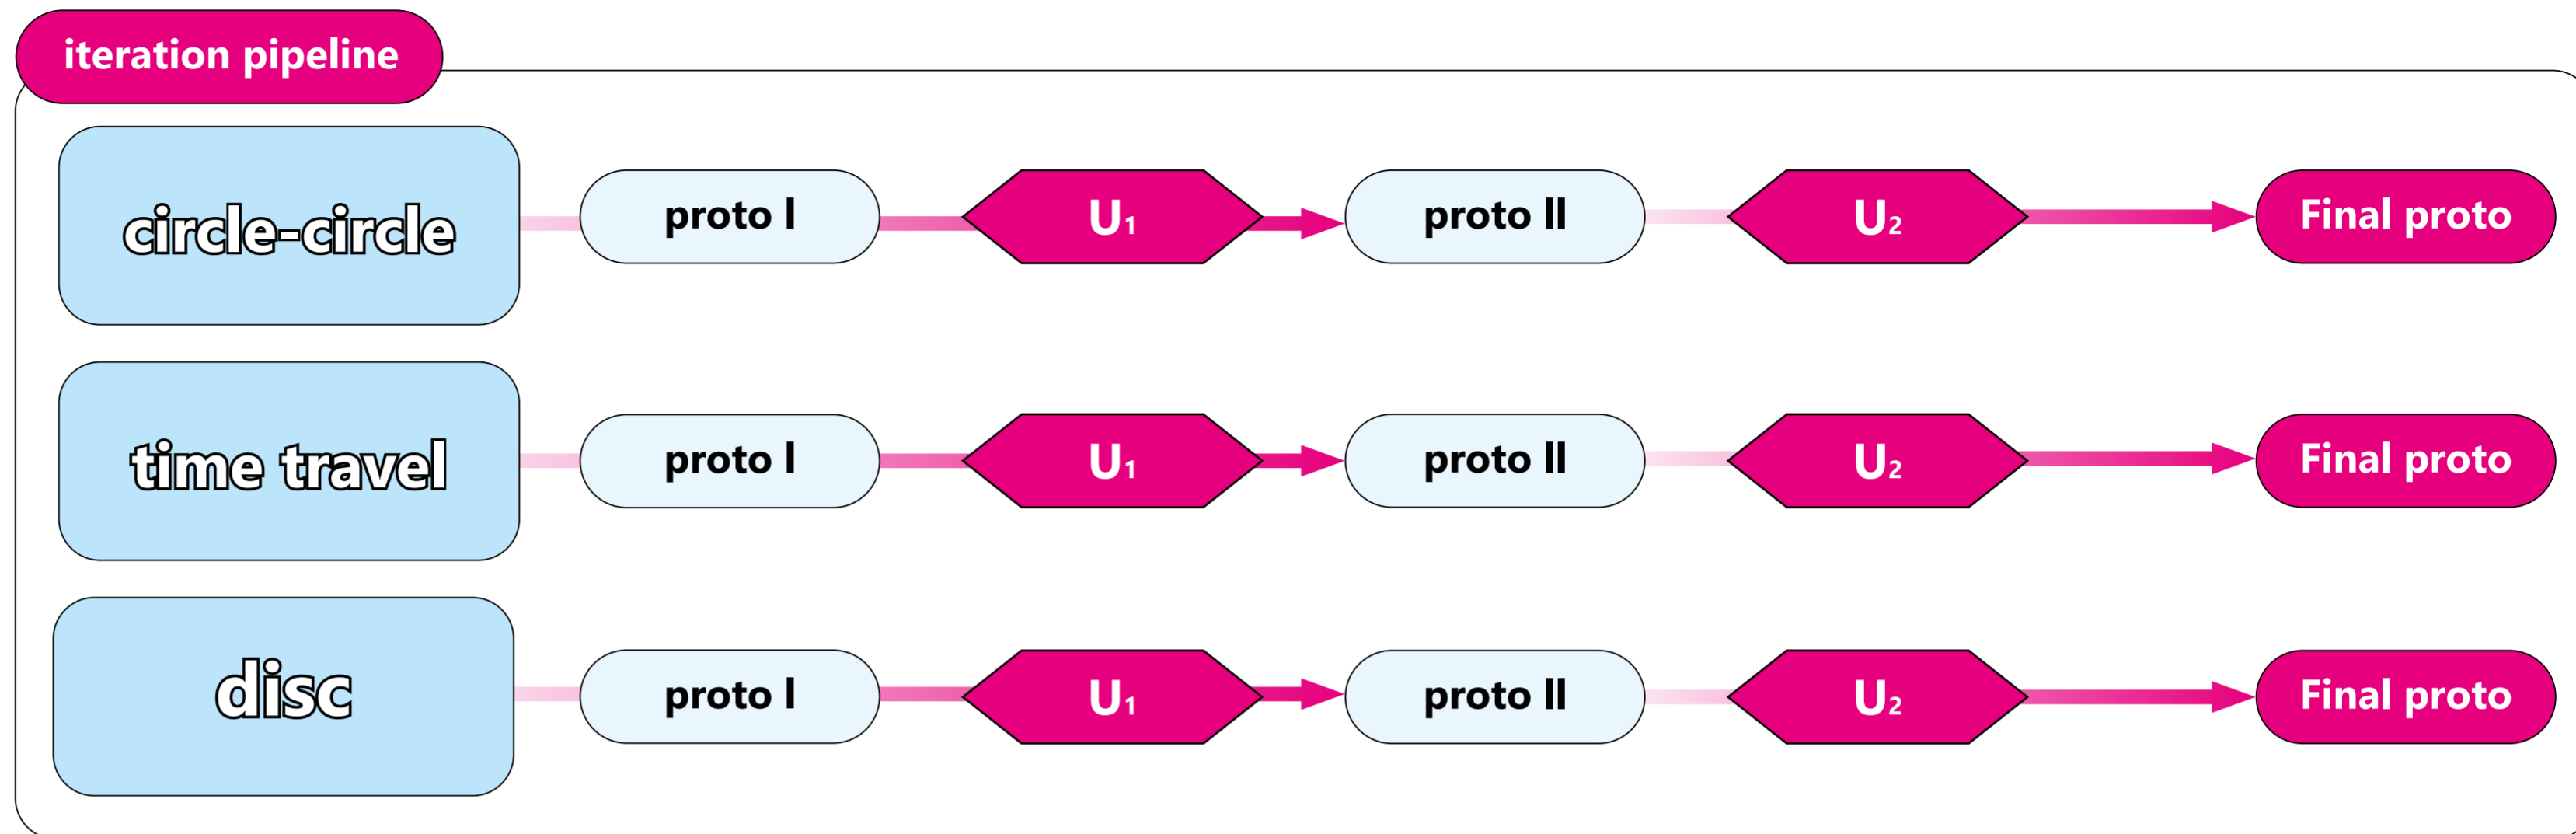 iteration pipeline
circle-circle
proto I
U₁
proto II
U₂
Final proto
time travel
proto I
U₁
proto II
U₂
Final proto
disc
proto I
U₁
proto II
U₂
Final proto